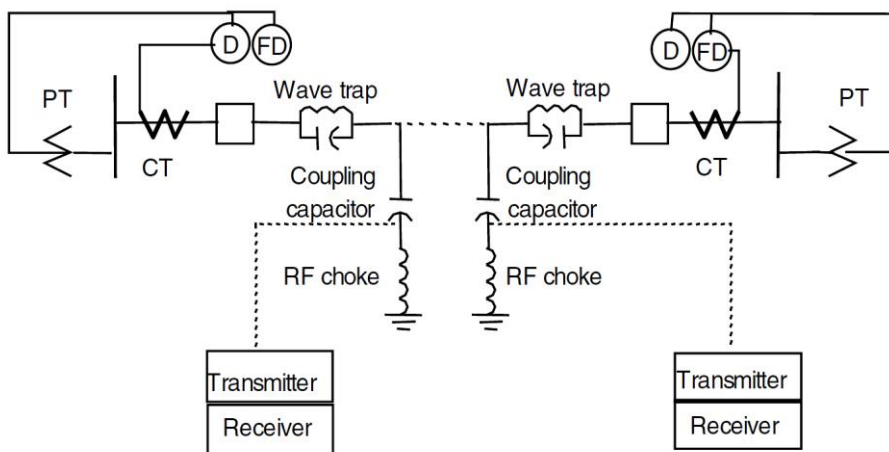 D FD
D FD
Wave trap
Wave trap
PT
PT
CT
CT
Coupling
capacitor
Coupling
capacitor
RF choke
RF choke
Transmitter
Receiver
Transmitter
Receiver